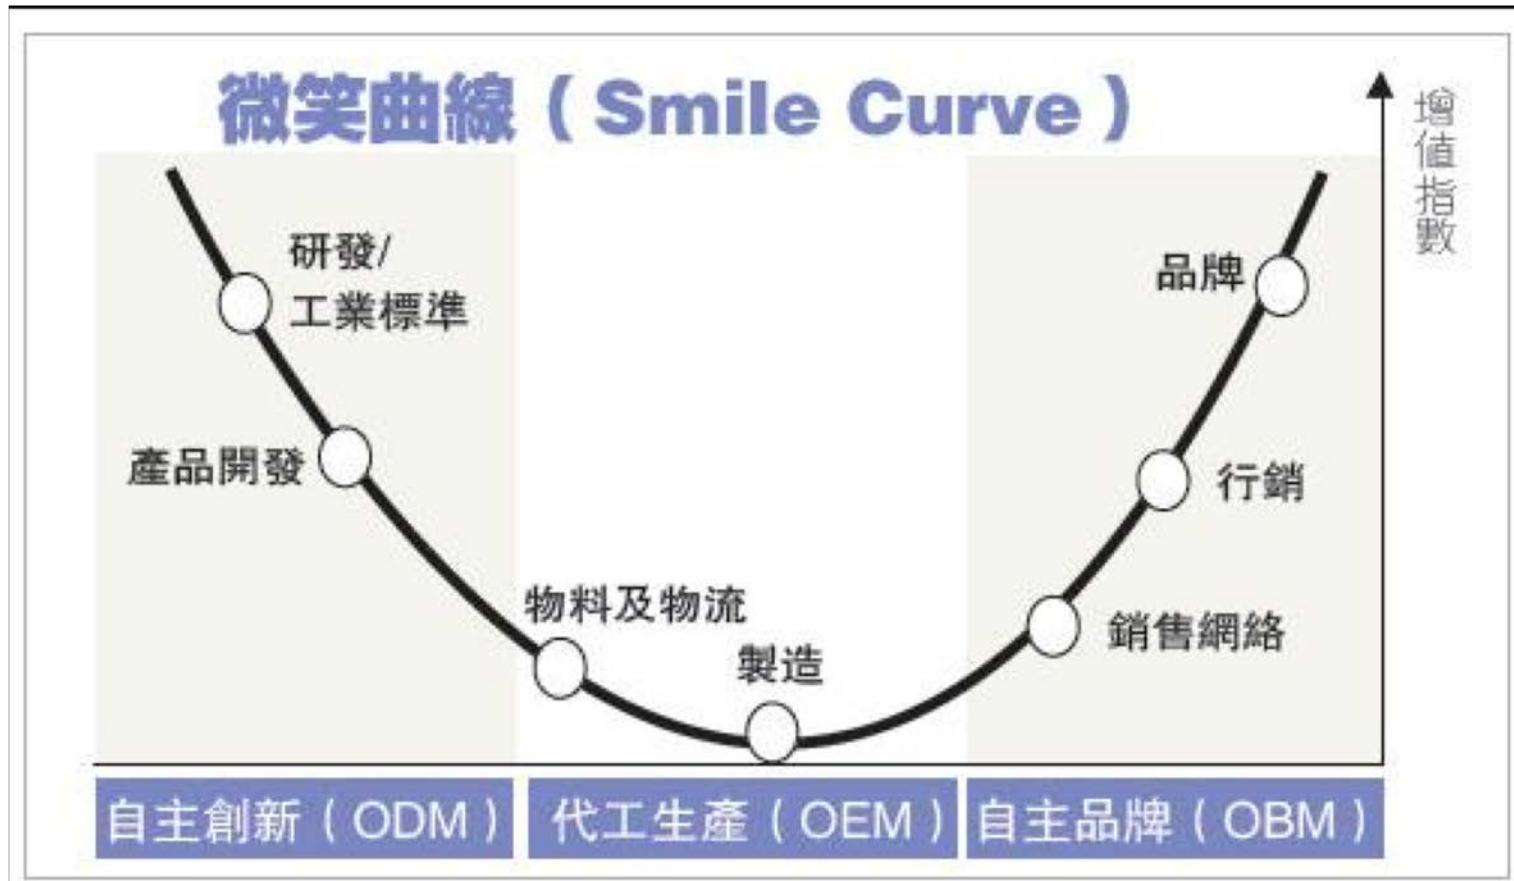 微笑曲線（Smile Curve）
增值指數
研發/
工業標準
品牌
產品開發
行銷
物料及物流
製造
銷售網絡
自主創新（ODM）
代工生產（OEM）
自主品牌（OBM）